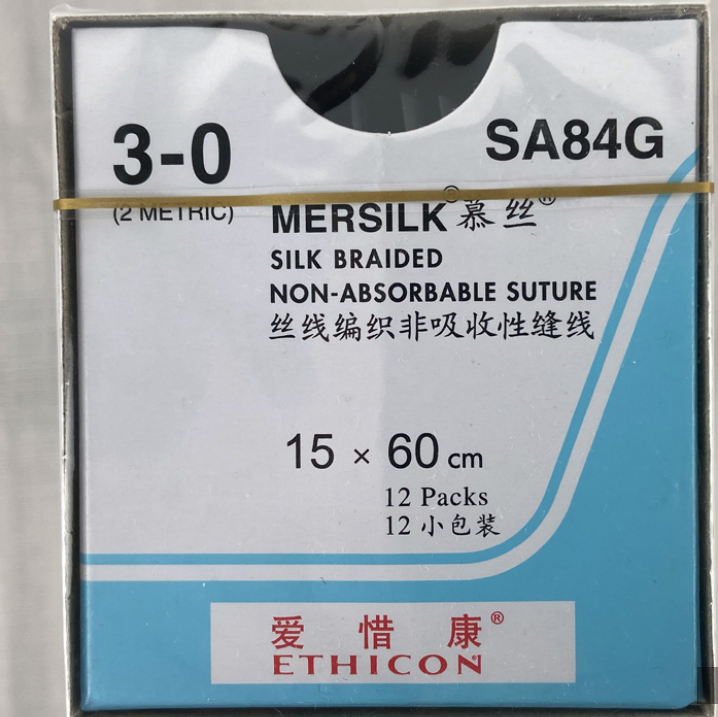 3-0
SA84G
(2 METRIC)
MERSILK® 慕丝®
SILK BRAIDED
NON-ABSORBABLE SUTURE
丝线编织非吸收性缝线
15 × 60 cm
12 Packs
12 小包装
爱惜康®
ETHICON